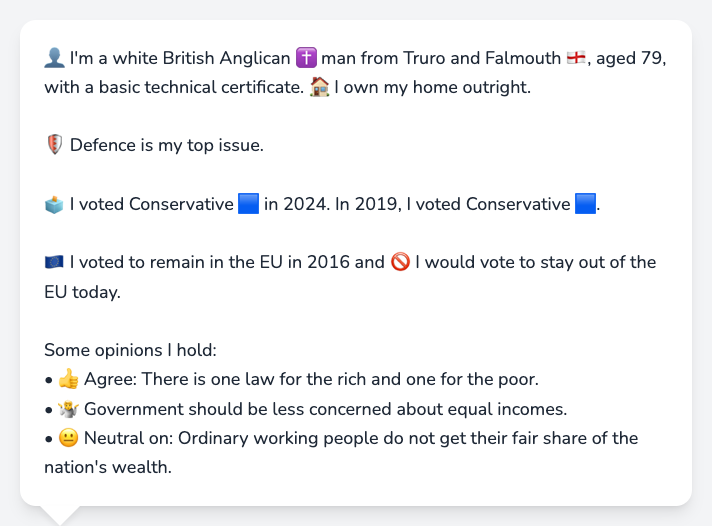 👤 I'm a white British Anglican ✝️ man from Truro and Falmouth 🏴󠁧󠁢󠁥󠁮󠁧󠁿, aged 79,
with a basic technical certificate. 🏠 I own my home outright.
🛡️ Defence is my top issue.
🗳️ I voted Conservative 🟦 in 2024. In 2019, I voted Conservative 🟦.
🇪🇺 I voted to remain in the EU in 2016 and 🚫 I would vote to stay out of the
EU today.
Some opinions I hold:
• 👍 Agree: There is one law for the rich and one for the poor.
• 🤷 Government should be less concerned about equal incomes.
• 😐 Neutral on: Ordinary working people do not get their fair share of the
nation's wealth.